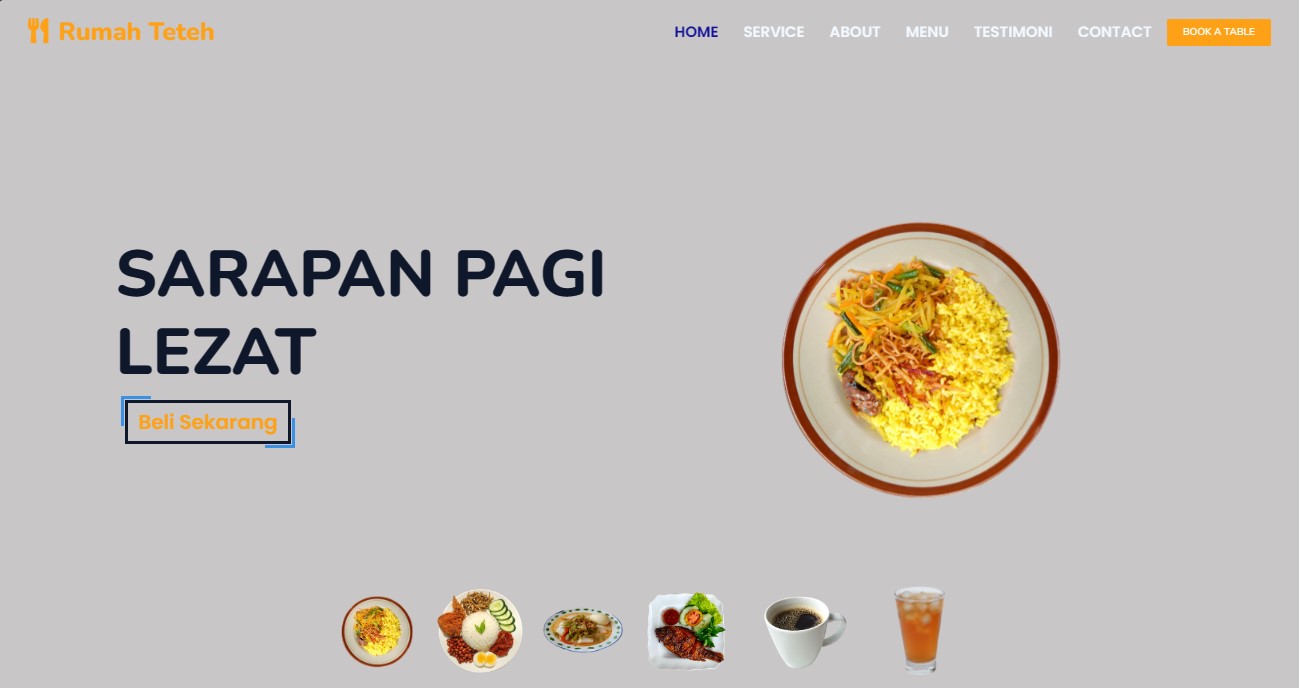 Rumah Teteh
HOME SERVICE ABOUT MENU TESTIMONI CONTACT BOOK A TABLE
SARAPAN PAGI
LEZAT
Beli Sekarang